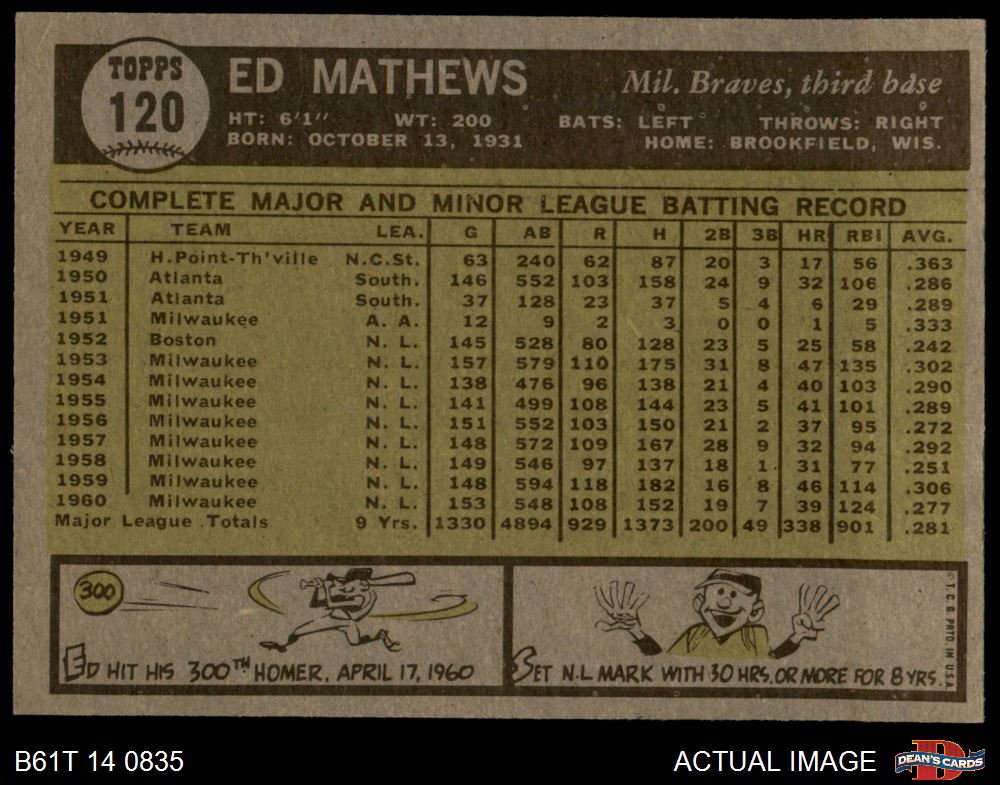 TOPPS
120
ED MATHEWS
Mil. Braves, third base
HT: 6'1" WT: 200 BATS: LEFT THROWS: RIGHT
BORN: OCTOBER 13, 1931 HOME: BROOKFIELD, WIS.
COMPLETE MAJOR AND MINOR LEAGUE BATTING RECORD
YEAR TEAM LEA. G AB R H 2B 3B HR RBI AVG.
1949 H.Point-Th'ville N.C.St. 63 240 62 87 20 3 17 56 .363
1950 Atlanta South. 146 552 103 158 24 9 32 106 .286
1951 Atlanta South. 37 128 23 37 5 4 6 29 .289
1951 Milwaukee A. A. 12 9 2 3 0 0 1 5 .333
1952 Boston N. L. 145 528 80 128 23 5 25 58 .242
1953 Milwaukee N. L. 157 579 110 175 31 8 47 135 .302
1954 Milwaukee N. L. 138 476 96 138 21 4 40 103 .290
1955 Milwaukee N. L. 141 499 108 144 23 5 41 101 .289
1956 Milwaukee N. L. 151 552 103 150 21 2 37 95 .272
1957 Milwaukee N. L. 148 572 109 167 28 9 32 94 .292
1958 Milwaukee N. L. 149 546 97 137 18 1 31 77 .251
1959 Milwaukee N. L. 148 594 118 182 16 8 46 114 .306
1960 Milwaukee N. L. 153 548 108 152 19 7 39 124 .277
Major League Totals 9 Yrs. 1330 4894 929 1373 200 49 338 901 .281
300
ED HIT HIS 300TH HOMER, APRIL 17, 1960
SET N.L MARK WITH 30 HRS. OR MORE FOR 8 YRS.
© T. C. G. PRTD IN U.S.A.
B61T 14 0835
ACTUAL IMAGE
DEAN'S CARDS